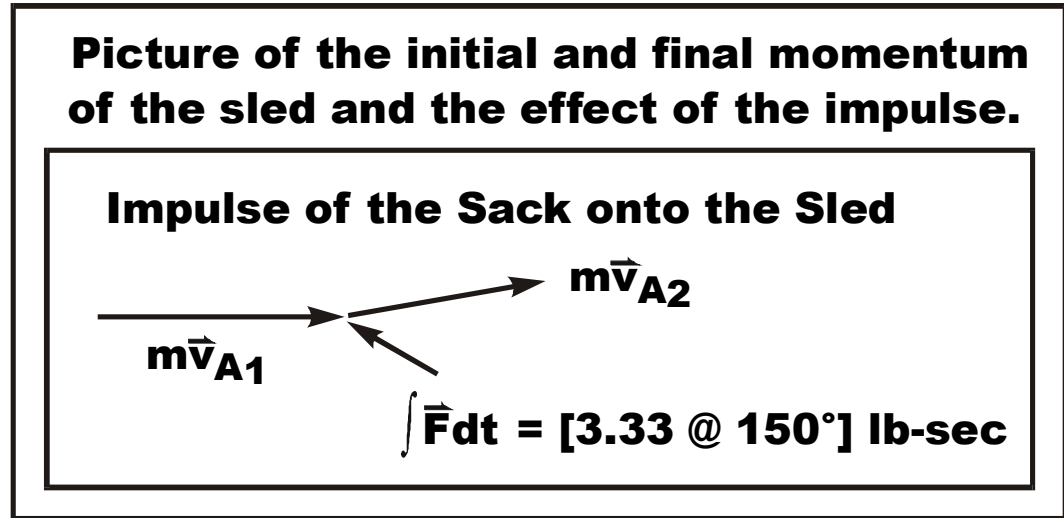 Picture of the initial and final momentum
of the sled and the effect of the impulse.
Impulse of the Sack onto the Sled
mv⃗A2
mv⃗A1
∫F⃗dt = [3.33 @ 150°] lb-sec